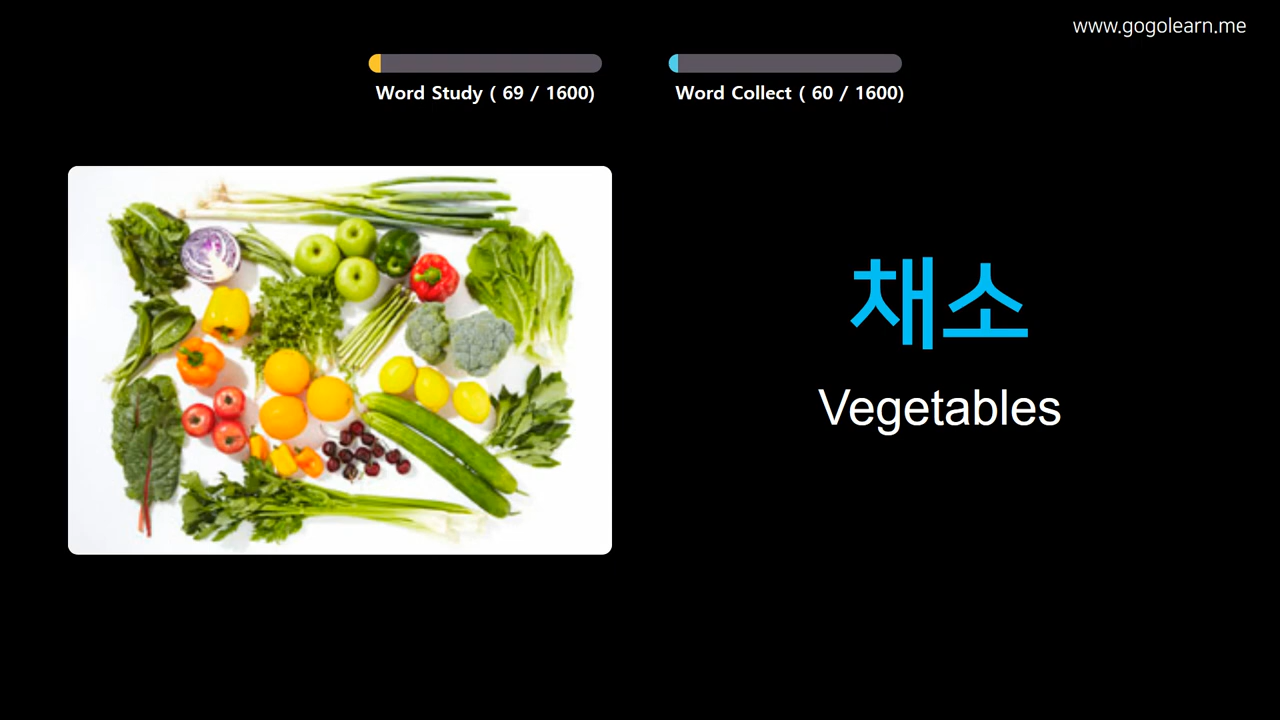 www.gogolearn.me
Word Study ( 69 / 1600)
Word Collect ( 60 / 1600)
채소
Vegetables